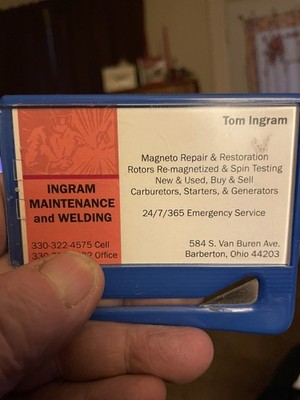 Tom Ingram
Magneto Repair & Restoration
Rotors Re-magnetized & Spin Testing
New & Used, Buy & Sell
Carburetors, Starters, & Generators
24/7/365 Emergency Service
584 S. Van Buren Ave.
Barberton, Ohio 44203
INGRAM
MAINTENANCE
and WELDING
330-322-4575 Cell
Office